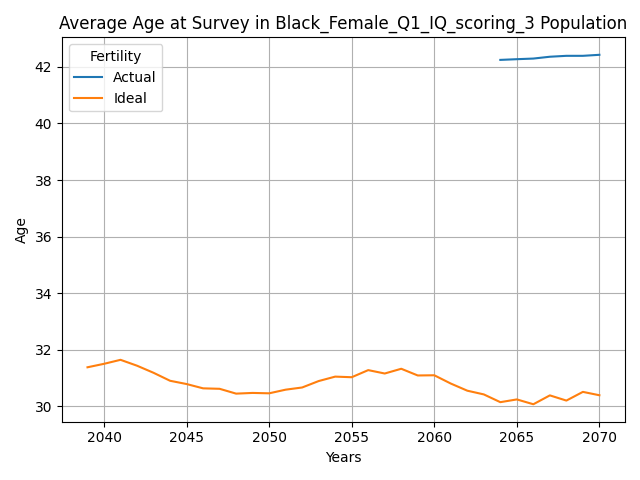 Average Age at Survey in Black_Female_Q1_IQ_scoring_3 Population
Fertility
Actual
Ideal
Age
42
40
38
36
34
32
30
2040
2045
2050
2055
2060
2065
2070
Years